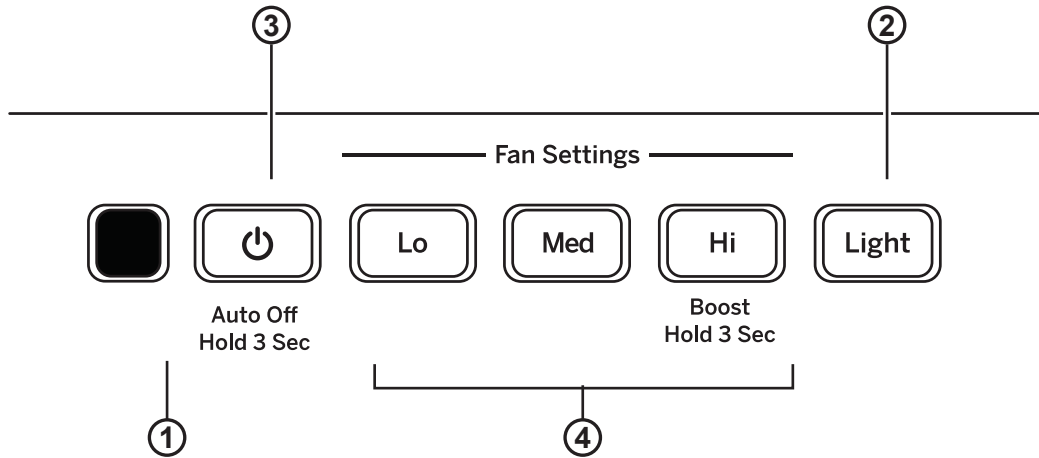 3 2
Fan Settings
Lo Med Hi Light
Auto Off
Hold 3 Sec
Boost
Hold 3 Sec
1 4